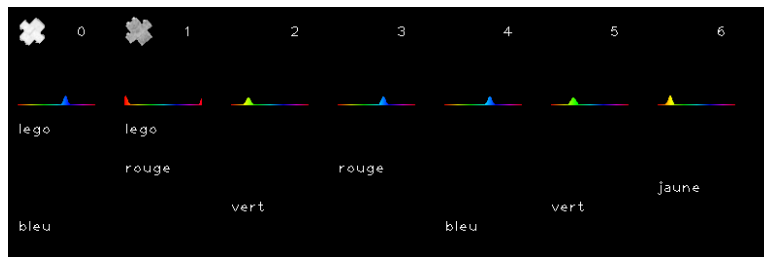 0 1 2 3 4 5 6
lego lego
rouge rouge
jaune
vert vert
bleu bleu